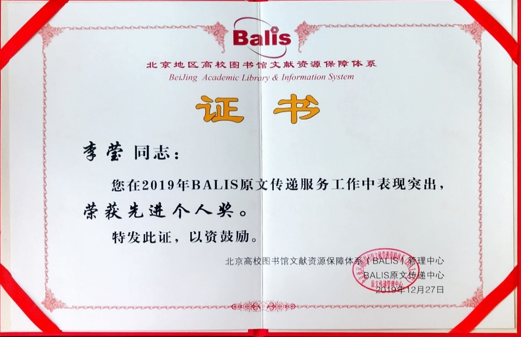 Balis
北京地区高校图书馆文献资源保障体系
BeiJing Academic Library & Information System
证书
李莹 同志：
您在2019年BALIS原文传递服务工作中表现突出，
荣获先进个人奖。
特发此证，以资鼓励。
北京高校图书馆文献资源保障体系（BALIS）管理中心
BALIS原文传递中心
2019年12月27日